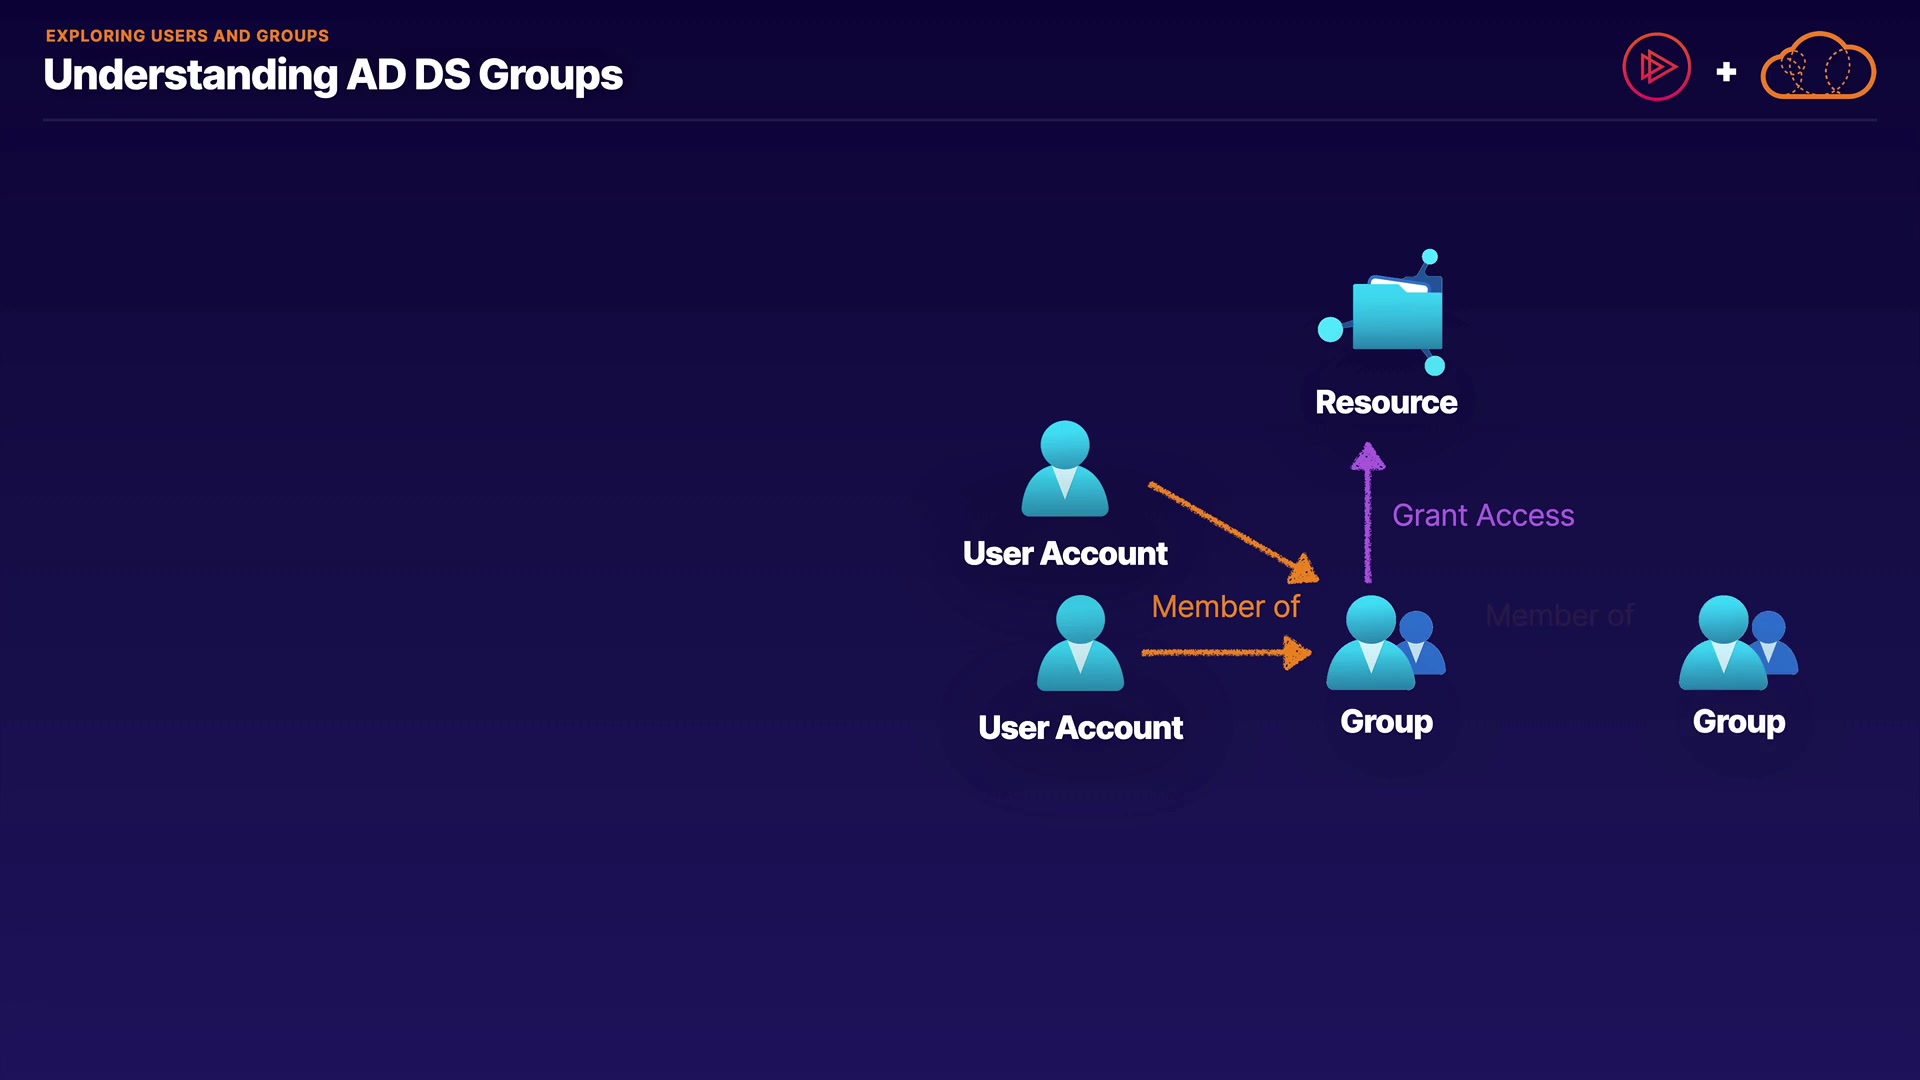 EXPLORING USERS AND GROUPS
Understanding AD DS Groups
Resource
Grant Access
User Account
Member of
Member of
User Account
Group
Group